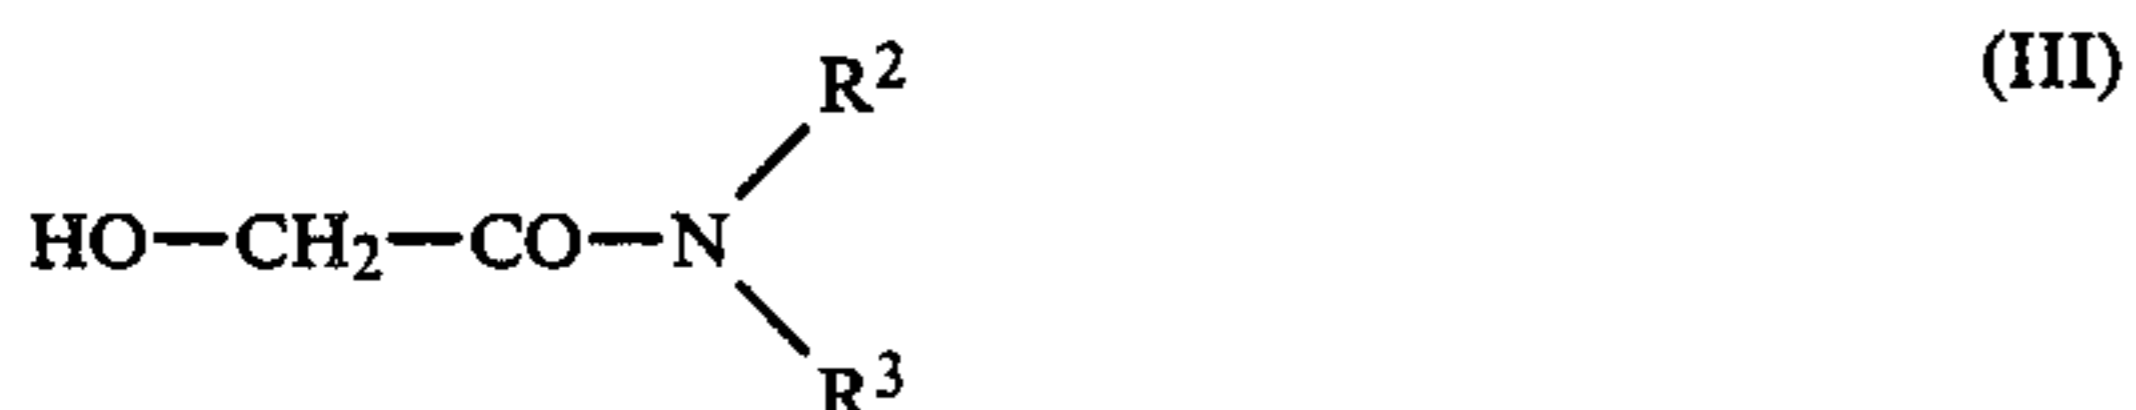 (III)
R²
HO—CH₂—CO—N
R³